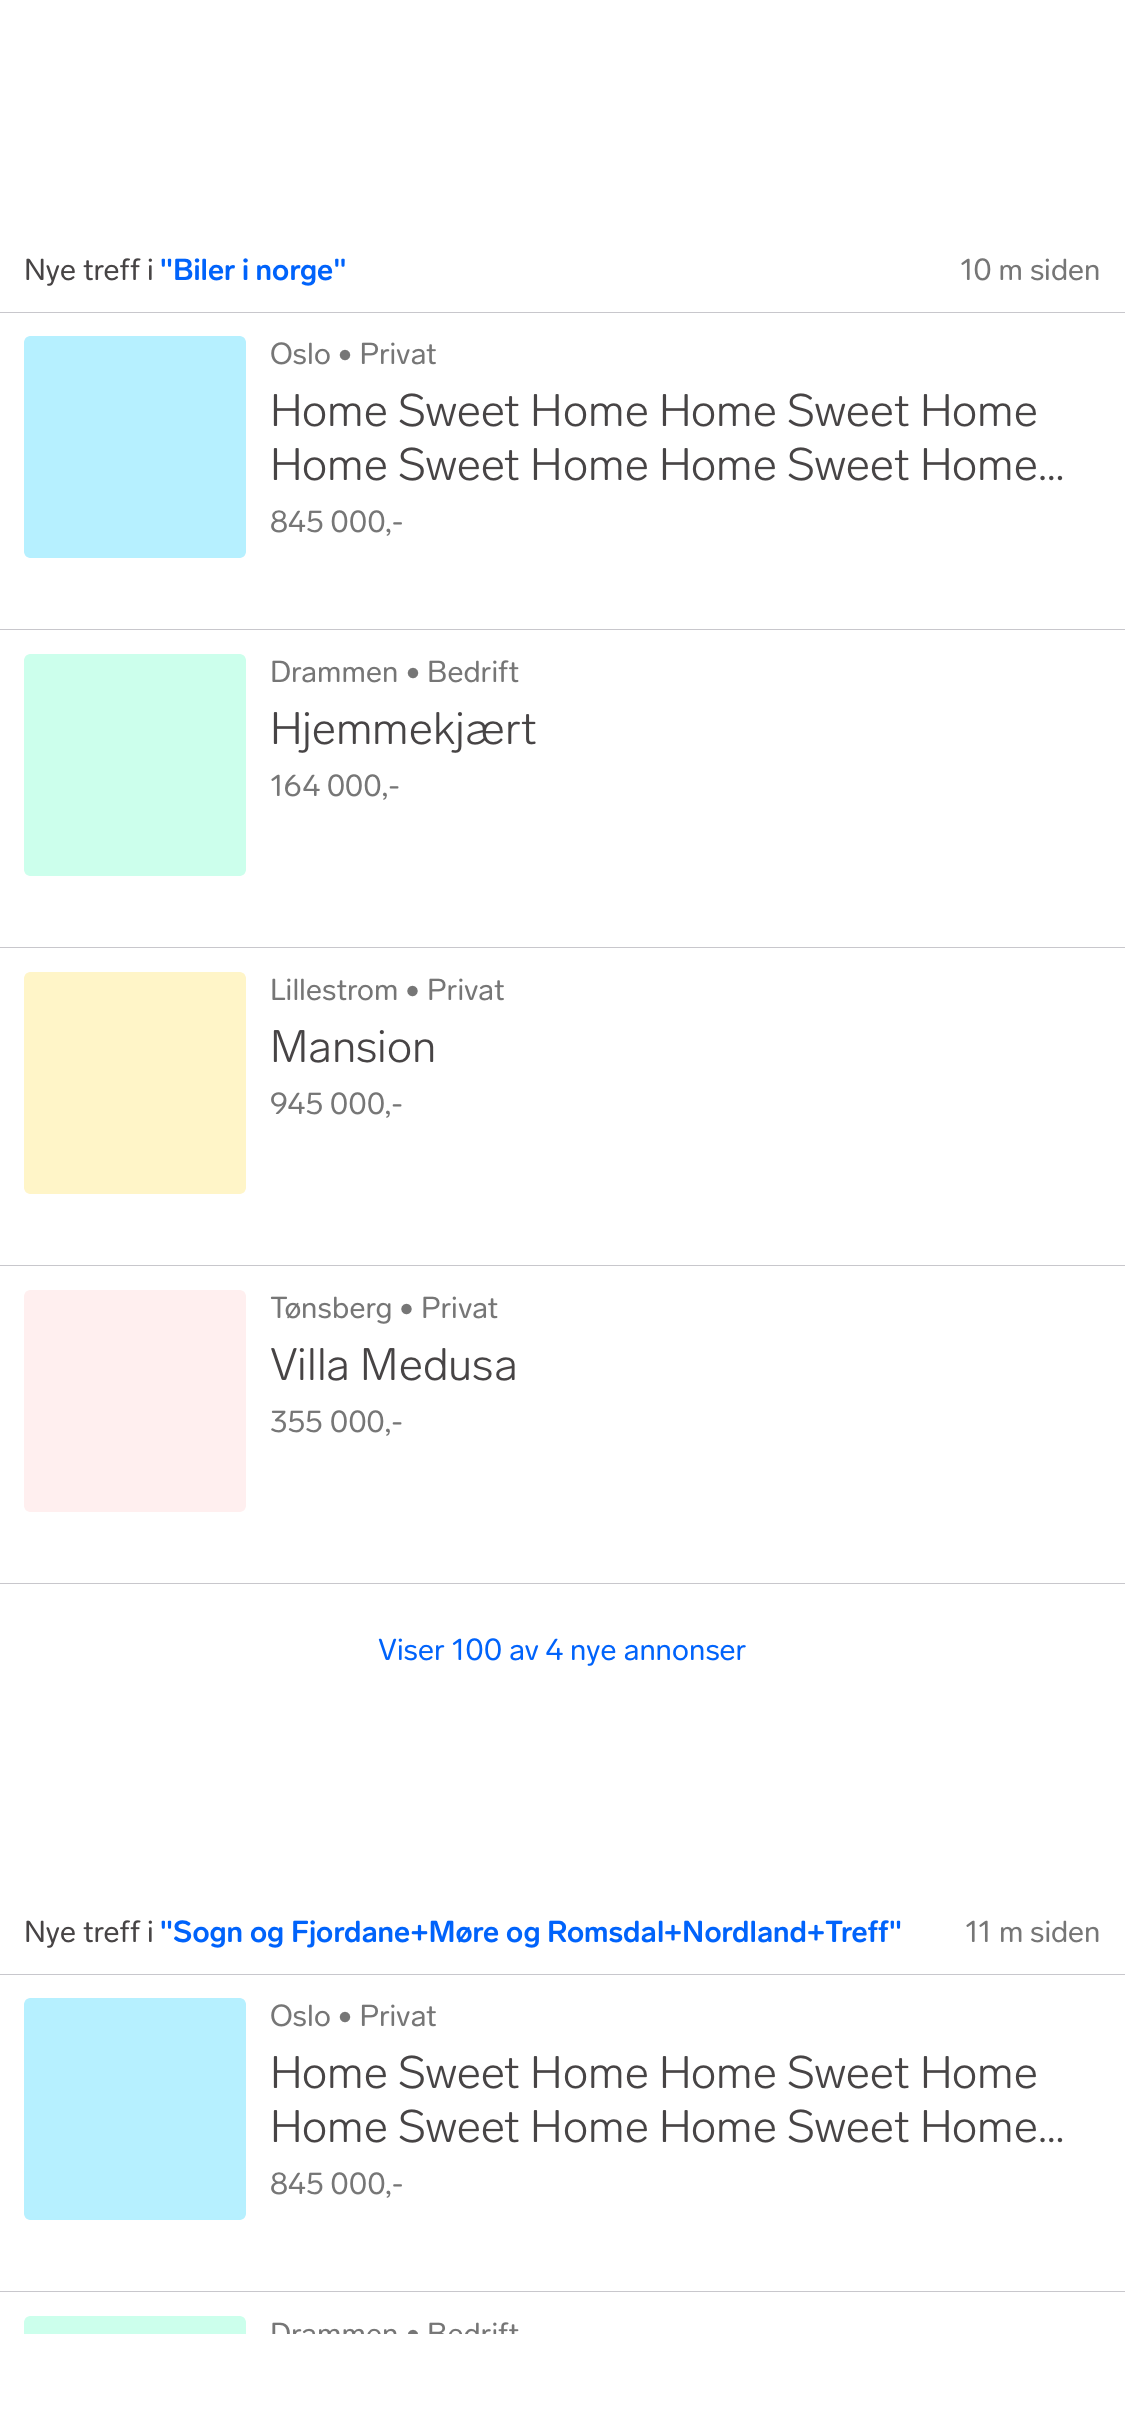 Nye treff i "Biler i norge" 10 m siden
Oslo • Privat
Home Sweet Home Home Sweet Home
Home Sweet Home Home Sweet Home...
845 000,-
Drammen • Bedrift
Hjemmekjært
164 000,-
Lillestrom • Privat
Mansion
945 000,-
Tønsberg • Privat
Villa Medusa
355 000,-
Viser 100 av 4 nye annonser
Nye treff i "Sogn og Fjordane+Møre og Romsdal+Nordland+Treff" 11 m siden
Oslo • Privat
Home Sweet Home Home Sweet Home
Home Sweet Home Home Sweet Home...
845 000,-
Drammen • Bedrift